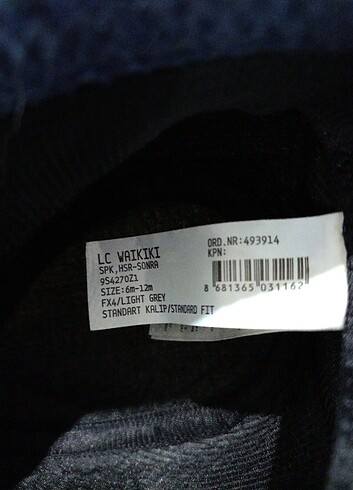 LC WAIKIKI
SPK,HSR-SONRA
9S4270Z1
SIZE:6m-12m
FX4/LIGHT GREY
STANDART KALIP/STANDARD FIT
ORD.NR:493914
KPN:
8 681365 031162